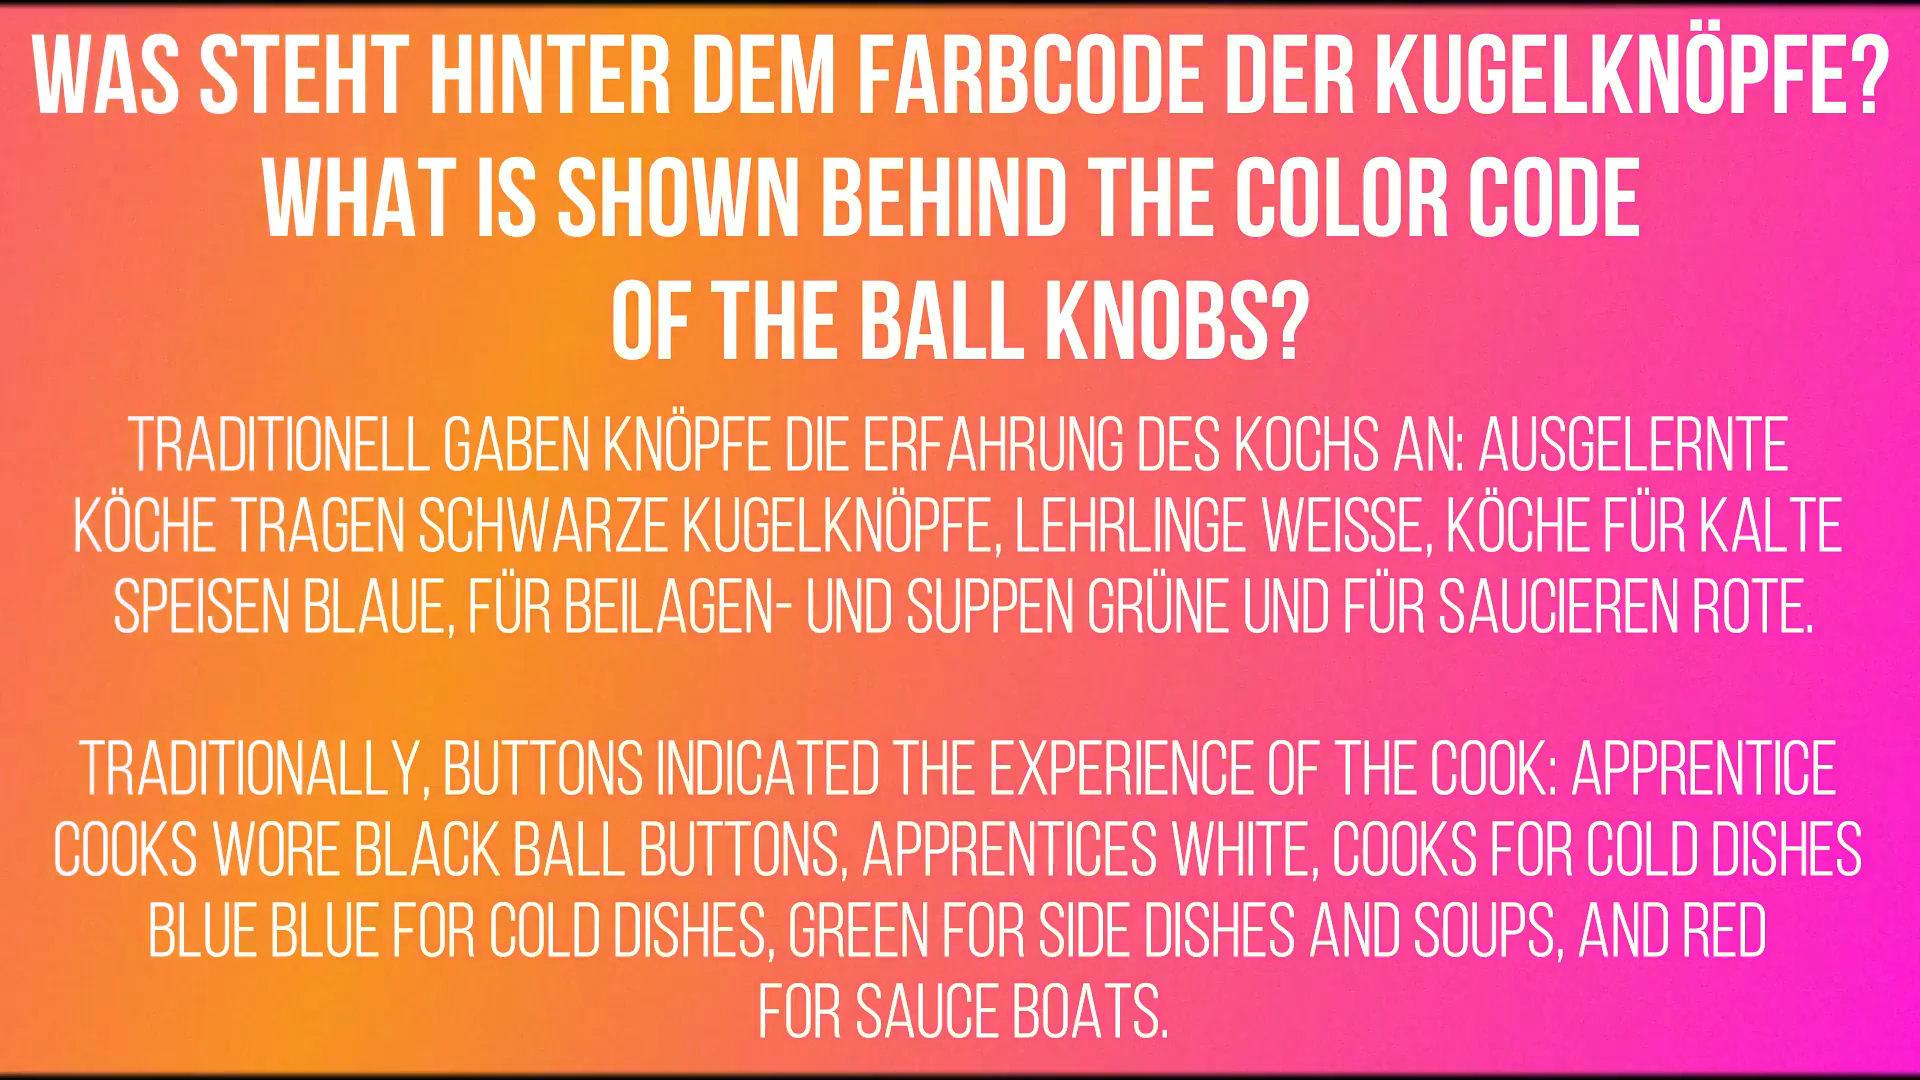 WAS STEHT HINTER DEM FARBCODE DER KUGELKNÖPFE?
WHAT IS SHOWN BEHIND THE COLOR CODE
OF THE BALL KNOBS?
TRADITIONELL GABEN KNÖPFE DIE ERFAHRUNG DES KOCHS AN: AUSGELERNTE
KÖCHE TRAGEN SCHWARZE KUGELKNÖPFE, LEHRLINGE WEISSE, KÖCHE FÜR KALTE
SPEISEN BLAUE, FÜR BEILAGEN- UND SUPPEN GRÜNE UND FÜR SAUCIEREN ROTE.
TRADITIONALLY, BUTTONS INDICATED THE EXPERIENCE OF THE COOK: APPRENTICE
COOKS WORE BLACK BALL BUTTONS, APPRENTICES WHITE, COOKS FOR COLD DISHES
BLUE BLUE FOR COLD DISHES, GREEN FOR SIDE DISHES AND SOUPS, AND RED
FOR SAUCE BOATS.